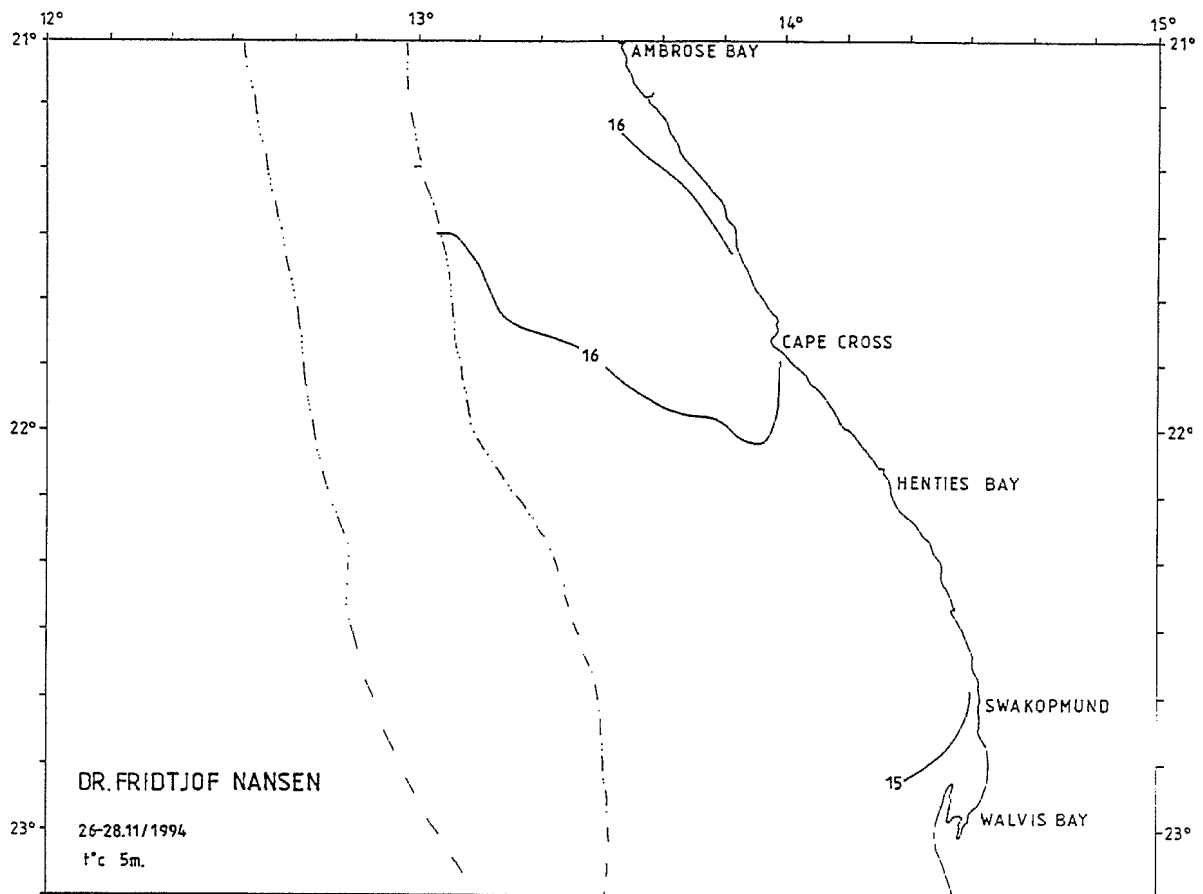 12° 13° 14° 15°
21° 21°
AMBROSE BAY
16
CAPE CROSS
16
22° 22°
HENTIES BAY
SWAKOPMUND
15
DR. FRIDTJOF NANSEN
WALVIS BAY
23° 23°
26-28.11/1994
t°c 5m.